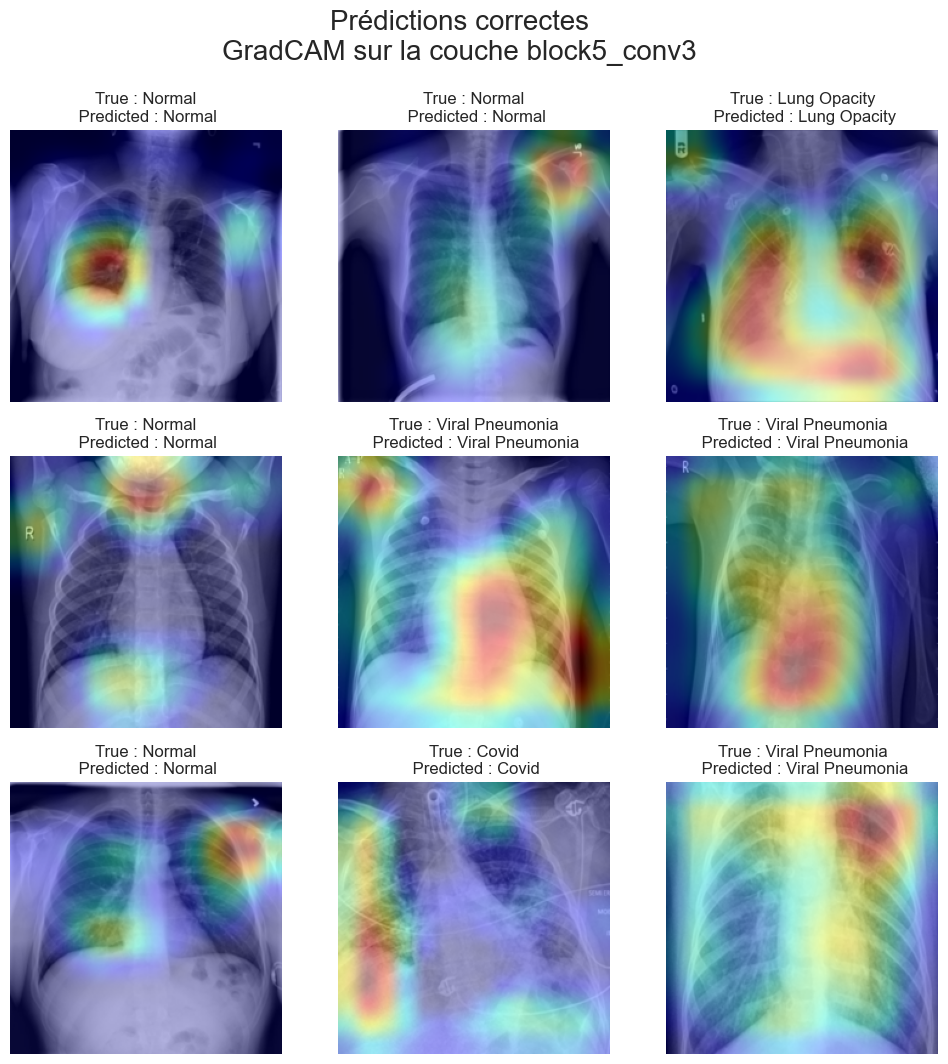 Prédictions correctes
GradCAM sur la couche block5_conv3
True : Normal
Predicted : Normal
True : Normal
Predicted : Normal
True : Lung Opacity
Predicted : Lung Opacity
True : Normal
Predicted : Normal
R
True : Viral Pneumonia
Predicted : Viral Pneumonia
R
True : Viral Pneumonia
Predicted : Viral Pneumonia
R
True : Normal
Predicted : Normal
True : Covid
Predicted : Covid
True : Viral Pneumonia
Predicted : Viral Pneumonia